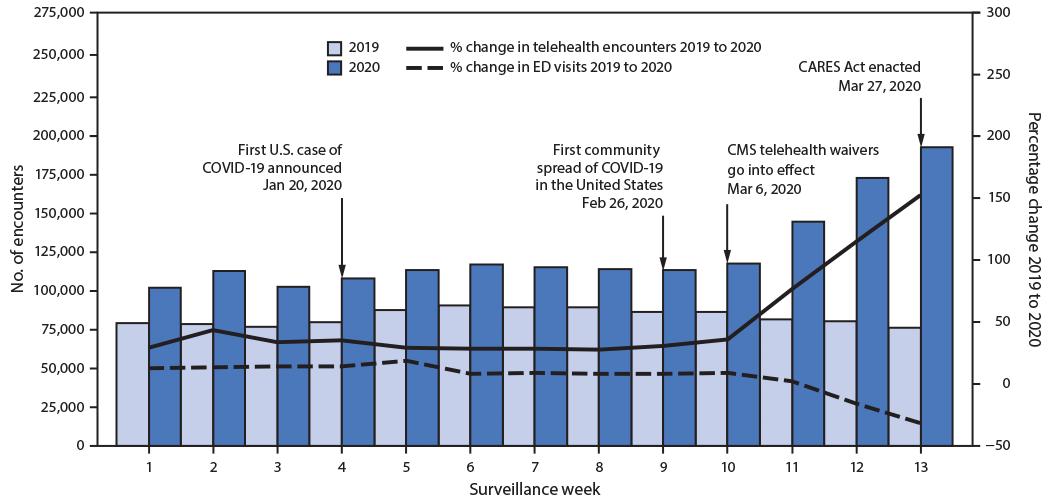 275,000
250,000
225,000
200,000
175,000
150,000
125,000
100,000
75,000
50,000
25,000
0
No. of encounters
2019
2020
% change in telehealth encounters 2019 to 2020
% change in ED visits 2019 to 2020
First U.S. case of
COVID-19 announced
Jan 20, 2020
First community
spread of COVID-19
in the United States
Feb 26, 2020
CMS telehealth waivers
go into effect
Mar 6, 2020
CARES Act enacted
Mar 27, 2020
300
250
200
150
100
50
0
−50
Percentage change 2019 to 2020
1 2 3 4 5 6 7 8 9 10 11 12 13
Surveillance week